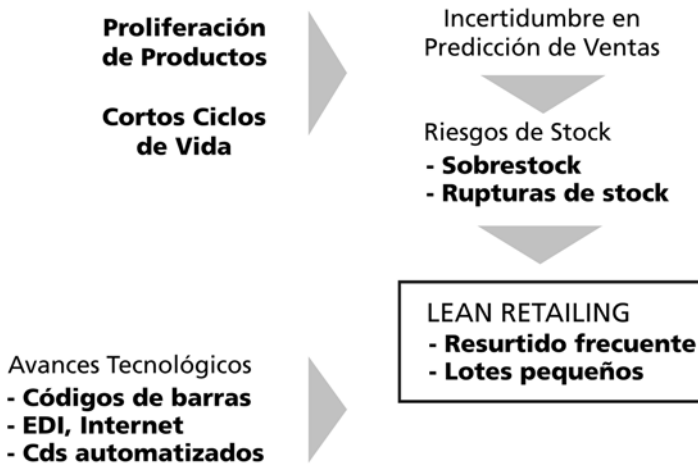 Proliferación
de Productos
Cortos Ciclos
de Vida
Incertidumbre en
Predicción de Ventas
Riesgos de Stock
- Sobrestock
- Rupturas de stock
Avances Tecnológicos
- Códigos de barras
- EDI, Internet
- Cds automatizados
LEAN RETAILING
- Resurtido frecuente
- Lotes pequeños